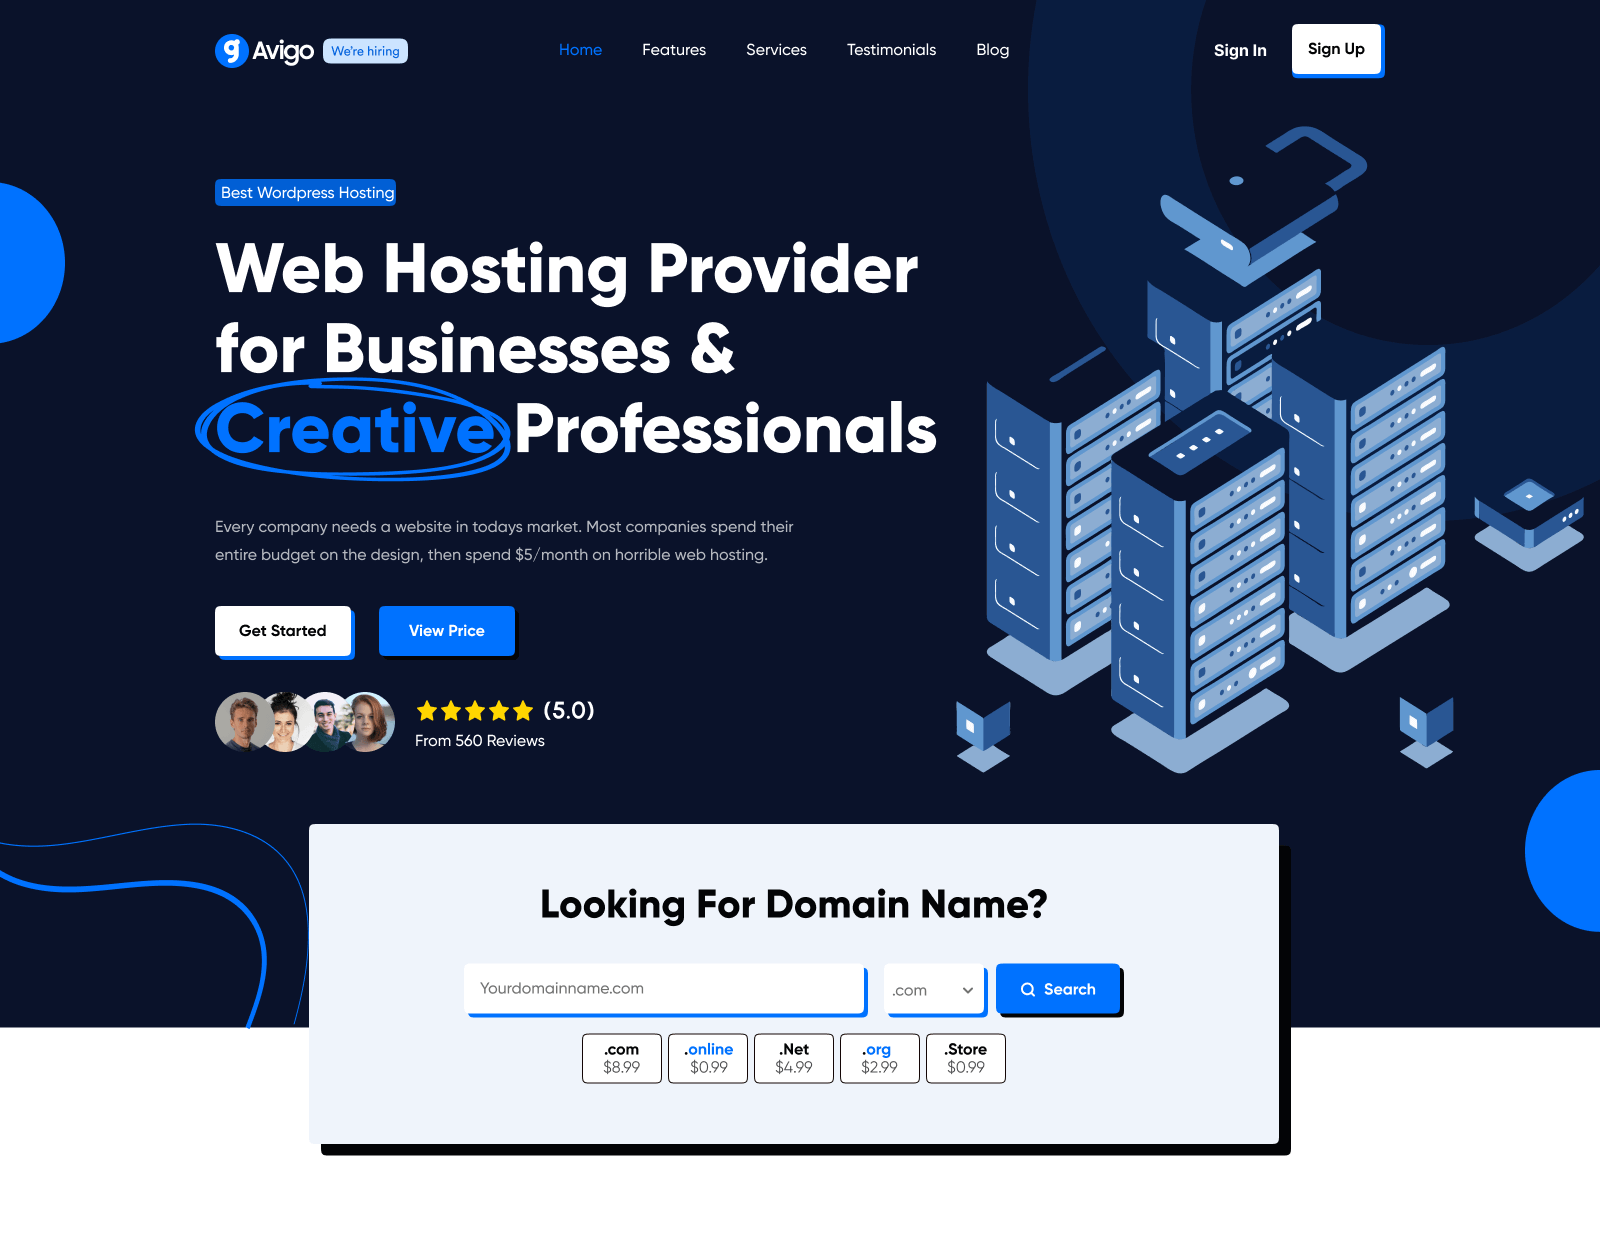 Avigo
We're hiring
Home
Features
Services
Testimonials
Blog
Sign In
Sign Up
Best Wordpress Hosting
Web Hosting Provider
for Businesses &
Creative Professionals
Every company needs a website in todays market. Most companies spend their
entire budget on the design, then spend $5/month on horrible web hosting.
Get Started
View Price
(5.0)
From 560 Reviews
Looking For Domain Name?
Yourdomainname.com
.com
Search
.com
$8.99
.online
$0.99
.Net
$4.99
.org
$2.99
.Store
$0.99